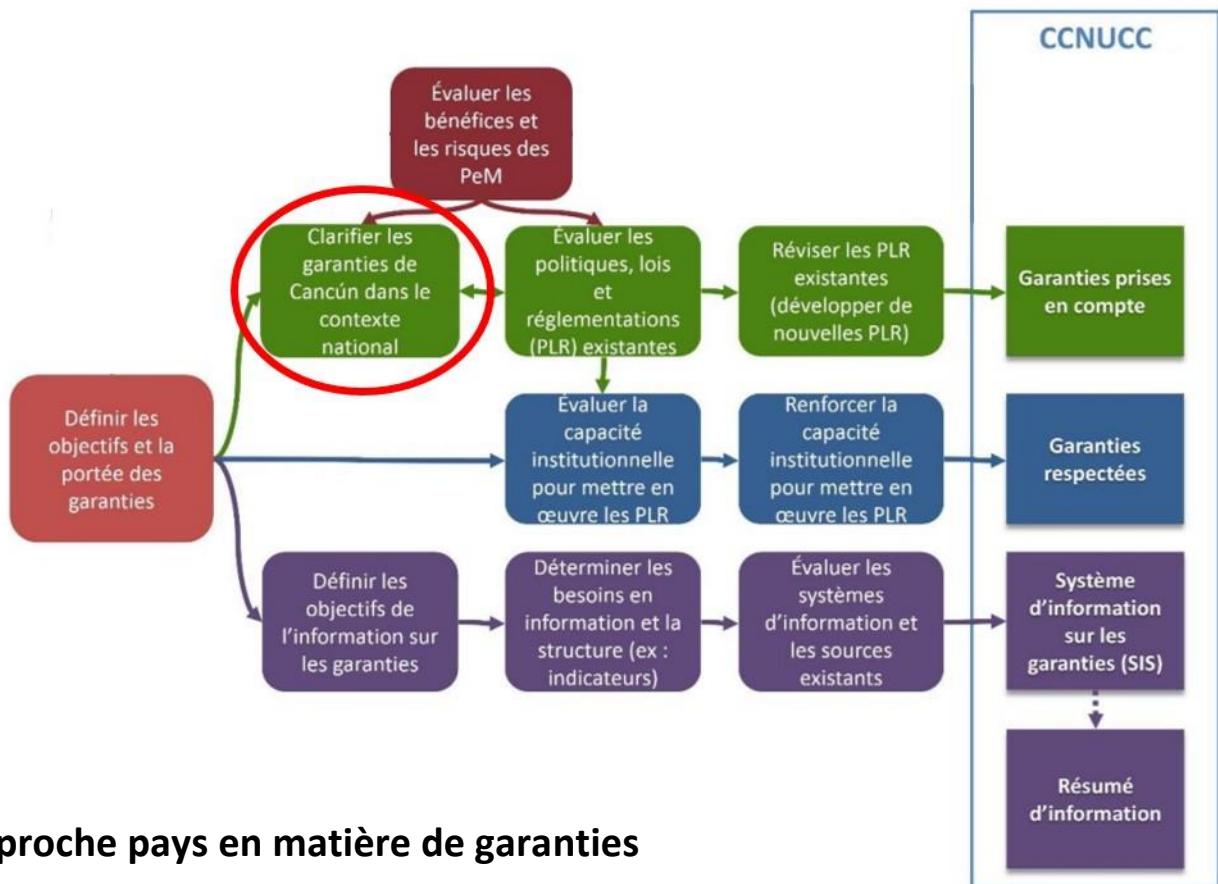 CCNUCC
Évaluer les
bénéfices et
les risques des
PeM
Clarifier les
garanties de
Cancún dans le
contexte
national
Évaluer les
politiques, lois
et
réglementations
(PLR) existantes
Réviser les PLR
existantes
(développer de
nouvelles PLR)
Garanties prises
en compte
Définir les
objectifs et la
portée des
garanties
Évaluer la
capacité
institutionnelle
pour mettre en
œuvre les PLR
Renforcer la
capacité
institutionnelle
pour mettre en
œuvre les PLR
Garanties
respectées
Définir les
objectifs de
l’information sur
les garanties
Déterminer les
besoins en
information et la
structure (ex :
indicateurs)
Évaluer les
systèmes
d’information et
les sources
existants
Système
d’information
sur les
garanties (SIS)
Résumé
d’information
proche pays en matière de garanties